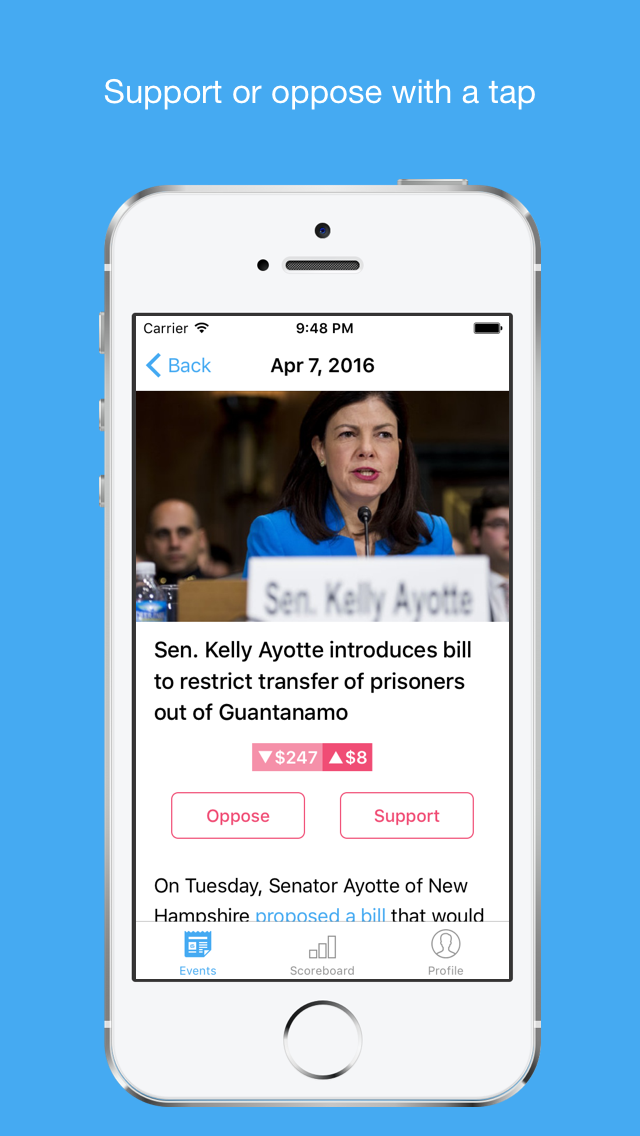 Support or oppose with a tap
Carrier 9:48 PM
Back Apr 7, 2016
Sen. Kelly Ayotte
Sen. Kelly Ayotte introduces bill
to restrict transfer of prisoners
out of Guantanamo
▼$247 ▲$8
Oppose Support
On Tuesday, Senator Ayotte of New
Hampshire proposed a bill that would
Events Scoreboard Profile